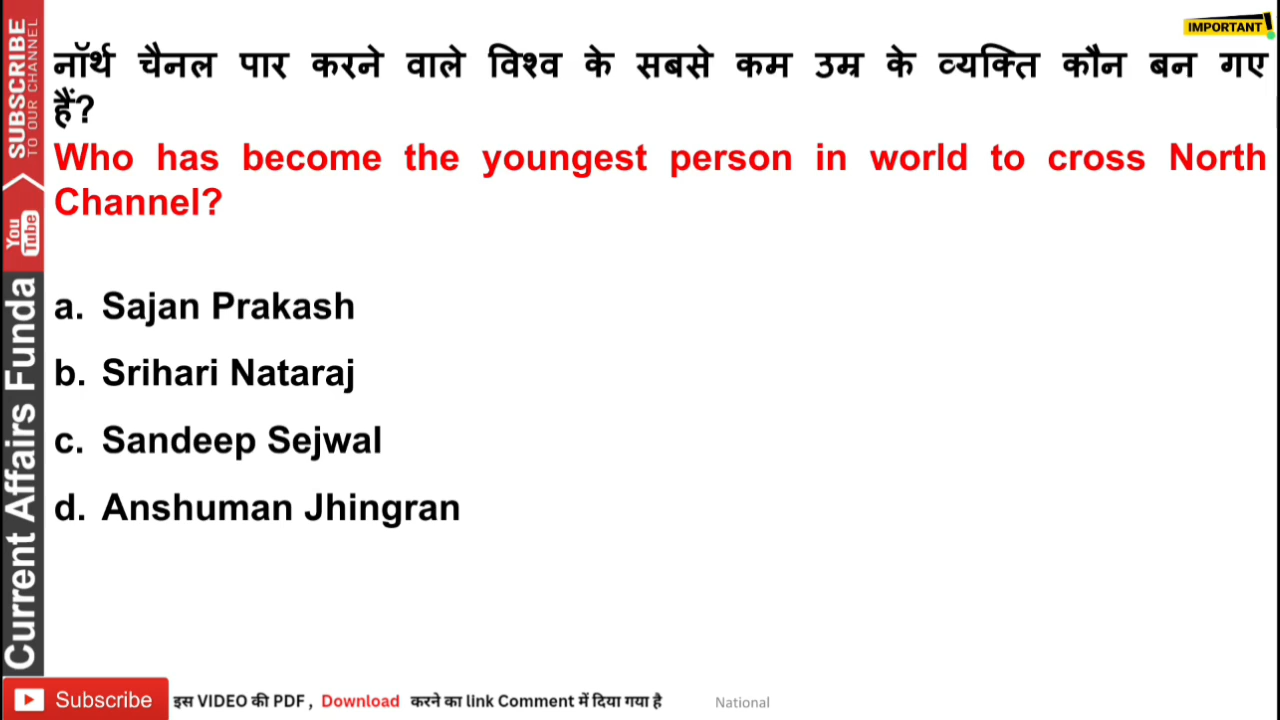 IMPORTANT
नॉर्थ चैनल पार करने वाले विश्व के सबसे कम उम्र के व्यक्ति कौन बन गए
हैं?
Who has become the youngest person in world to cross North
Channel?
a. Sajan Prakash
b. Srihari Nataraj
c. Sandeep Sejwal
d. Anshuman Jhingran
SUBSCRIBE
TO OUR CHANNEL
You
Tube
Current Affairs Funda
Subscribe
इस VIDEO की PDF , Download करने का link Comment में दिया गया है
National